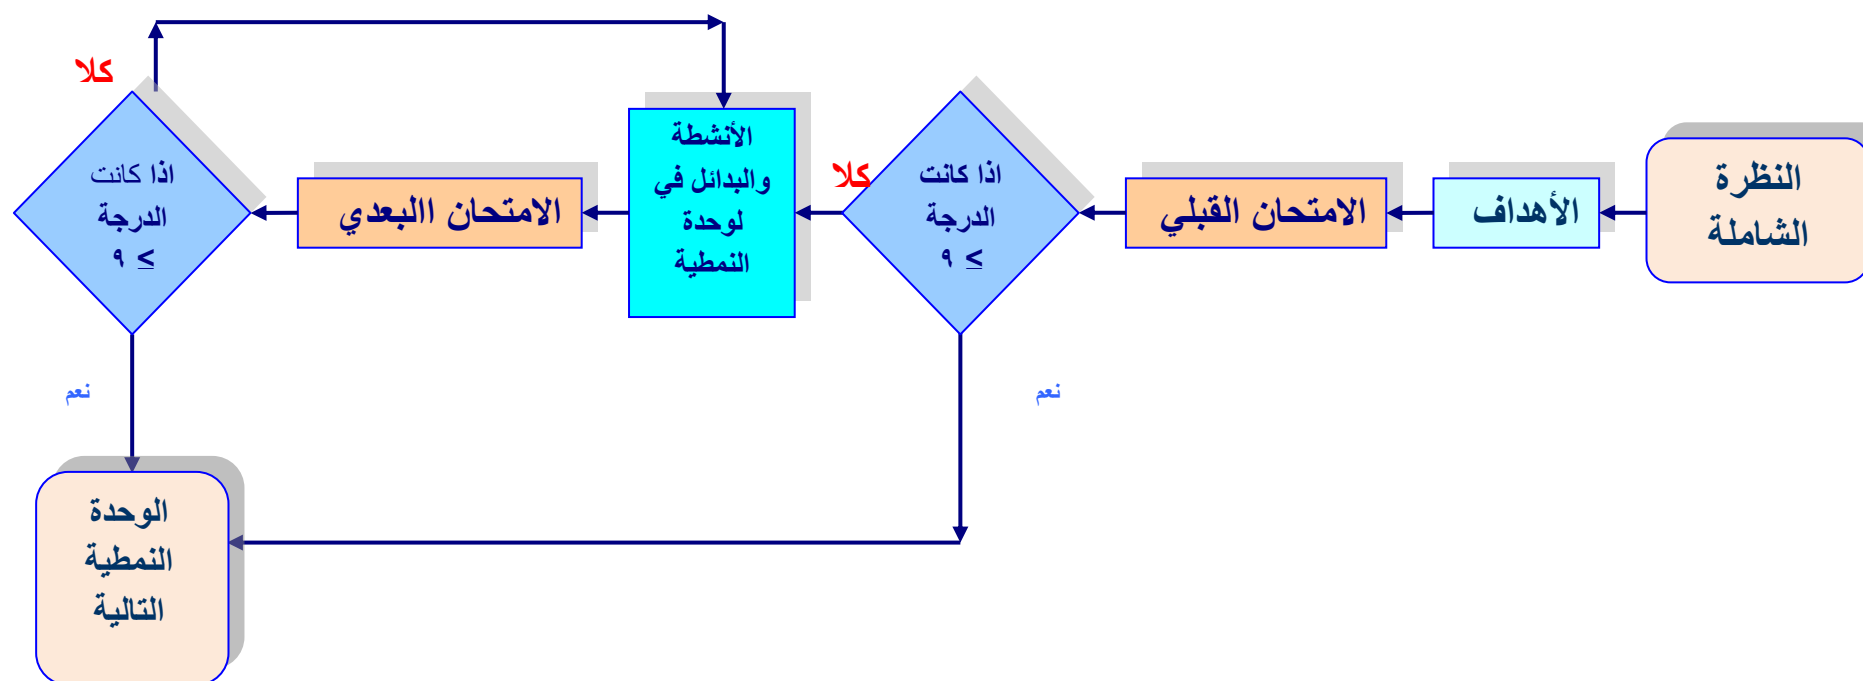 النظرة
الشاملة
الأهداف
الامتحان القبلي
اذا كانت
الدرجة
≥ ٩
كلا
نعم
الأنشطة
والبدائل في
لوحدة
النمطية
الامتحان االبعدي
اذا كانت
الدرجة
≥ ٩
كلا
نعم
الوحدة
النمطية
التالية